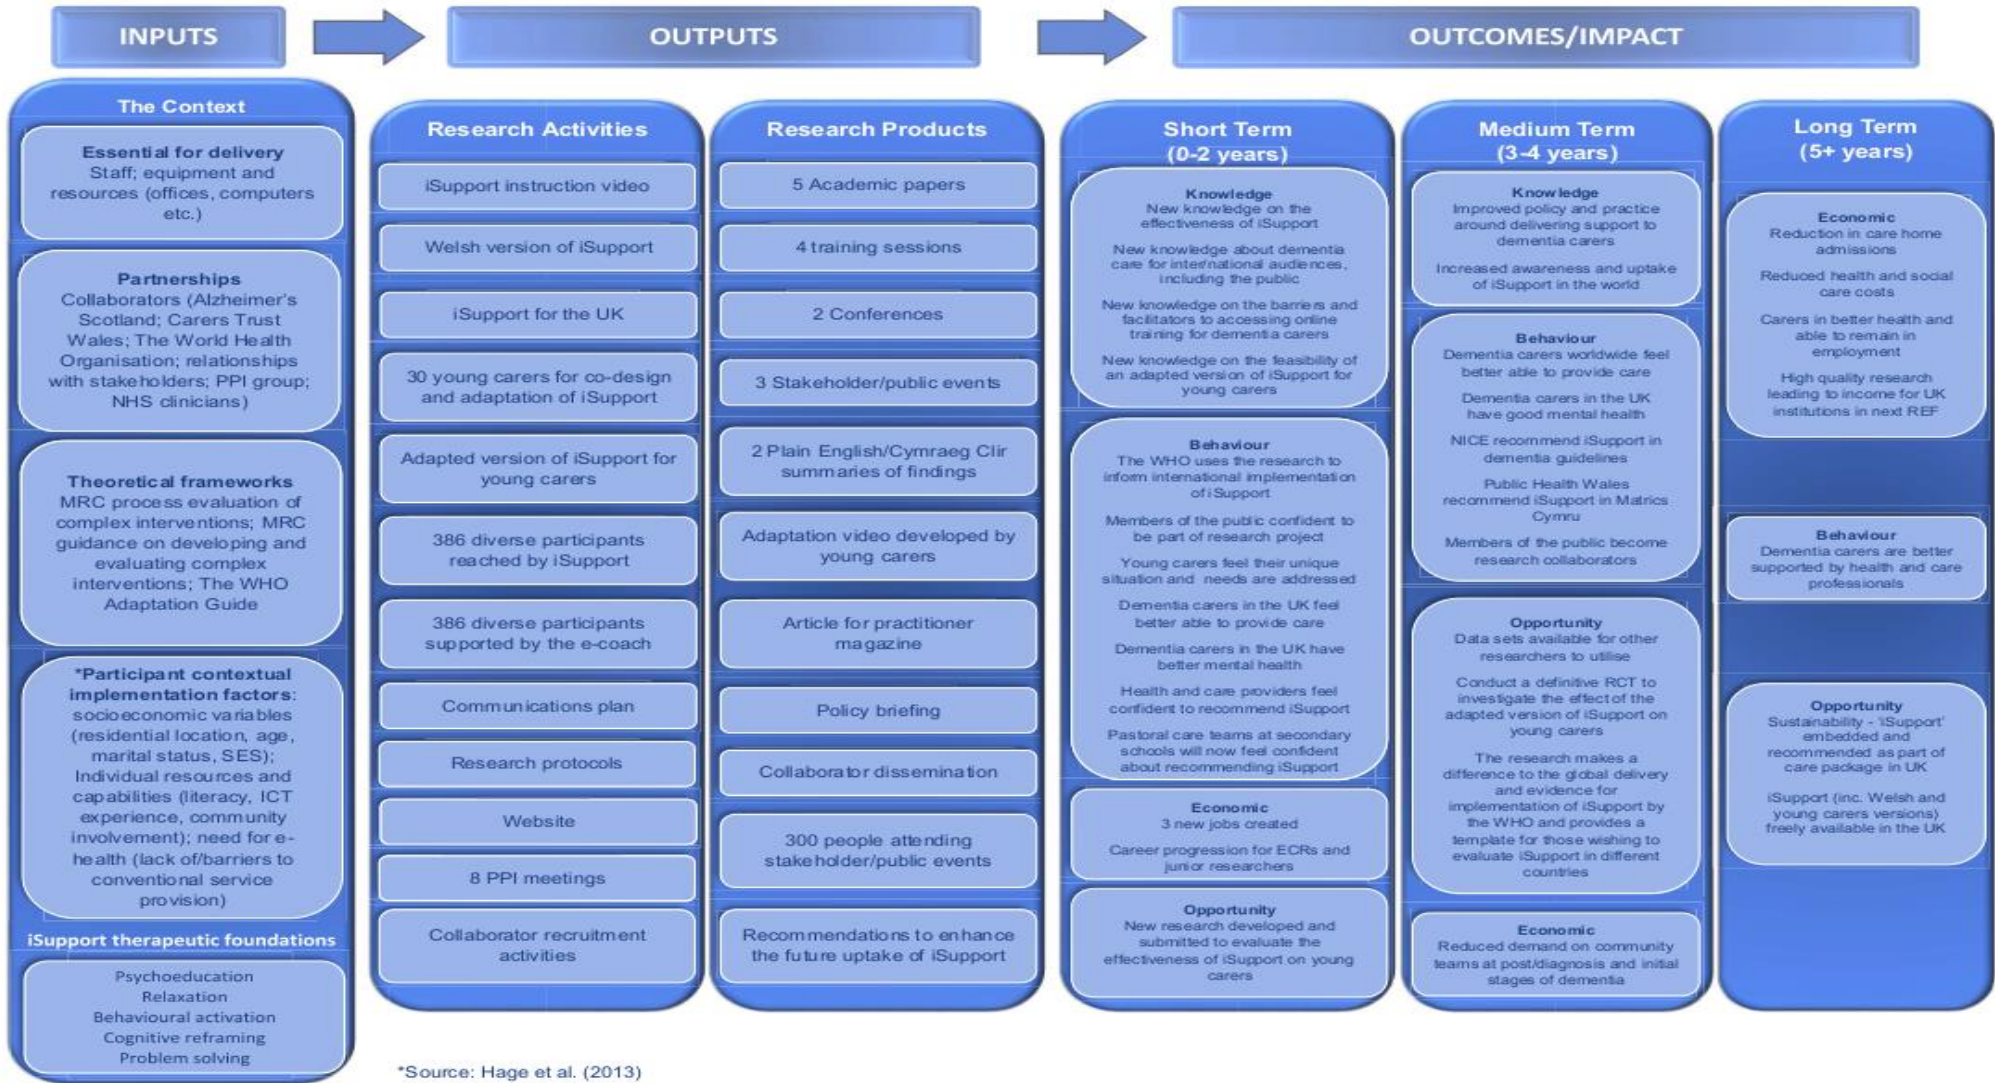 INPUTS
OUTPUTS
OUTCOMES/IMPACT
The Context
Essential for delivery
Staff; equipment and
resources (offices, computers
etc.)
Partnerships
Collaborators (Alzheimer's
Scotland; Carers Trust
Wales; The World Health
Organisation; relationships
with stakeholders; PPI group;
NHS clinicians)
Theoretical frameworks
MRC process evaluation of
complex interventions; MRC
guidance on developing and
evaluating complex
interventions; The WHO
Adaptation Guide
*Participant contextual
implementation factors:
socioeconomic variables
(residential location, age,
marital status, SES);
Individual resources and
capabilities (literacy, ICT
experience, community
involvement); need for e-
health (lack of/barriers to
conventional service
provision)
iSupport therapeutic foundations
Psychoeducation
Relaxation
Behavioural activation
Cognitive reframing
Problem solving
Research Activities
iSupport instruction video
Welsh version of iSupport
iSupport for the UK
30 young carers for co-design
and adaptation of iSupport
Adapted version of iSupport for
young carers
386 diverse participants
reached by iSupport
386 diverse participants
supported by the e-coach
Communications plan
Research protocols
Website
8 PPI meetings
Collaborator recruitment
activities
Research Products
5 Academic papers
4 training sessions
2 Conferences
3 Stakeholder/public events
2 Plain English/Cymraeg Clir
summaries of findings
Adaptation video developed by
young carers
Article for practitioner
magazine
Policy briefing
Collaborator dissemination
300 people attending
stakeholder/public events
Recommendations to enhance
the future uptake of iSupport
Short Term
(0-2 years)
Knowledge
New knowledge on the
effectiveness of iSupport
New knowledge about dementia
care for inter/national audiences,
including the public
New knowledge on the barriers and
facilitators to accessing online
training for dementia carers
New knowledge on the feasibility of
an adapted version of iSupport for
young carers
Behaviour
The WHO uses the research to
inform international implementation
of iSupport
Members of the public confident to
be part of research project
Young carers feel their unique
situation and needs are addressed
Dementia carers in the UK feel
better able to provide care
Dementia carers in the UK have
better mental health
Health and care providers feel
confident to recommend iSupport
Pastoral care teams at secondary
schools will now feel confident
about recommending iSupport
Economic
3 new jobs created
Career progression for ECRs and
junior researchers
Opportunity
New research developed and
submitted to evaluate the
effectiveness of iSupport on young
carers
Medium Term
(3-4 years)
Knowledge
Improved policy and practice
around delivering support to
dementia carers
Increased awareness and uptake
of iSupport in the world
Behaviour
Dementia carers worldwide feel
better able to provide care
Dementia carers in the UK
have good mental health
NICE recommend iSupport in
dementia guidelines
Public Health Wales
recommend iSupport in Matrics
Cymru
Members of the public become
research collaborators
Opportunity
Data sets available for other
researchers to utilise
Conduct a definitive RCT to
investigate the effect of the
adapted version of iSupport on
young carers
The research makes a
difference to the global delivery
and evidence for
implementation of iSupport by
the WHO and provides a
template for those wishing to
evaluate iSupport in different
countries
Economic
Reduced demand on community
teams at post/diagnosis and initial
stages of dementia
Long Term
(5+ years)
Economic
Reduction in care home
admissions
Reduced health and social
care costs
Carers in better health and
able to remain in
employment
High quality research
leading to income for UK
institutions in next REF
Behaviour
Dementia carers are better
supported by health and care
professionals
Opportunity
Sustainability - 'iSupport'
embedded and
recommended as part of
care package in UK
iSupport (inc. Welsh and
young carers versions)
freely available in the UK
*Source: Hage et al. (2013)